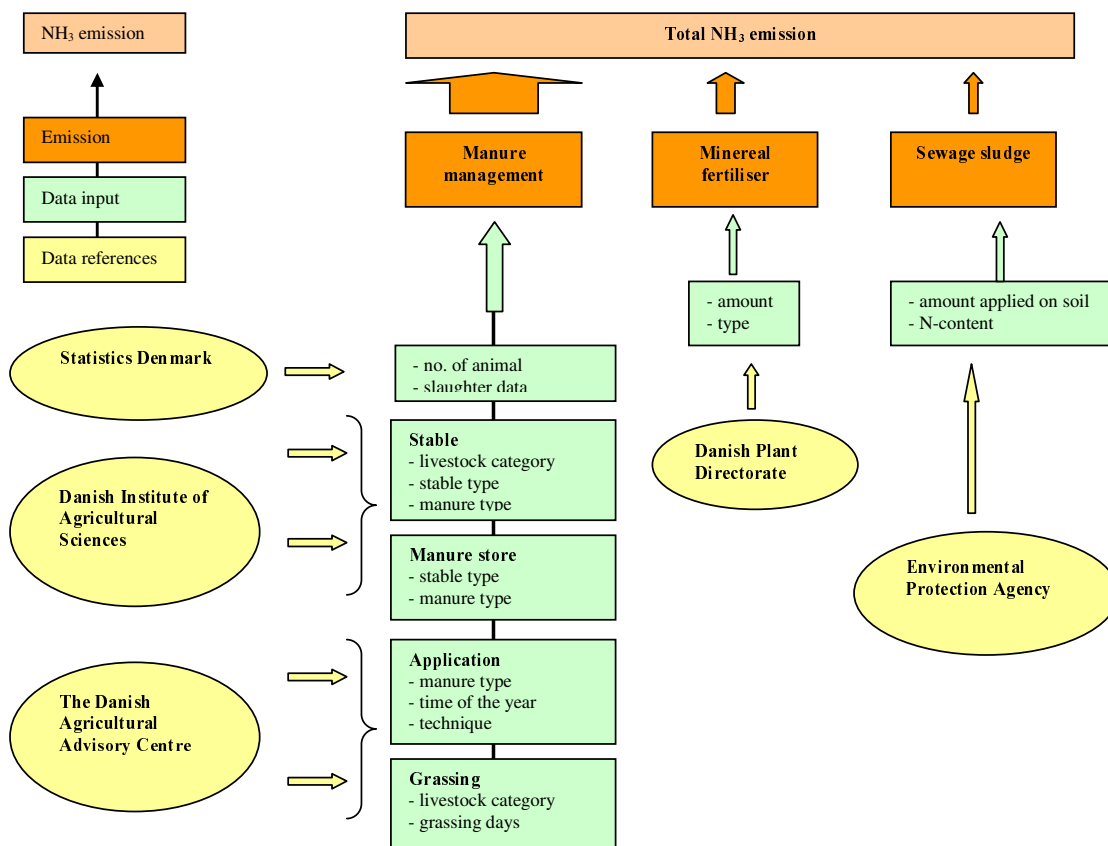 NH₃ emission
Emission
Data input
Data references
Total NH₃ emission
Manure
management
Minereal
fertiliser
Sewage sludge
- amount
- type
- amount applied on soil
- N-content
Statistics Denmark
- no. of animal
- slaughter data
Stable
- livestock category
- stable type
- manure type
Danish Institute of
Agricultural
Sciences
Manure store
- stable type
- manure type
Danish Plant
Directorate
Environmental
Protection Agency
The Danish
Agricultural
Advisory Centre
Application
- manure type
- time of the year
- technique
Grassing
- livestock category
- grassing days